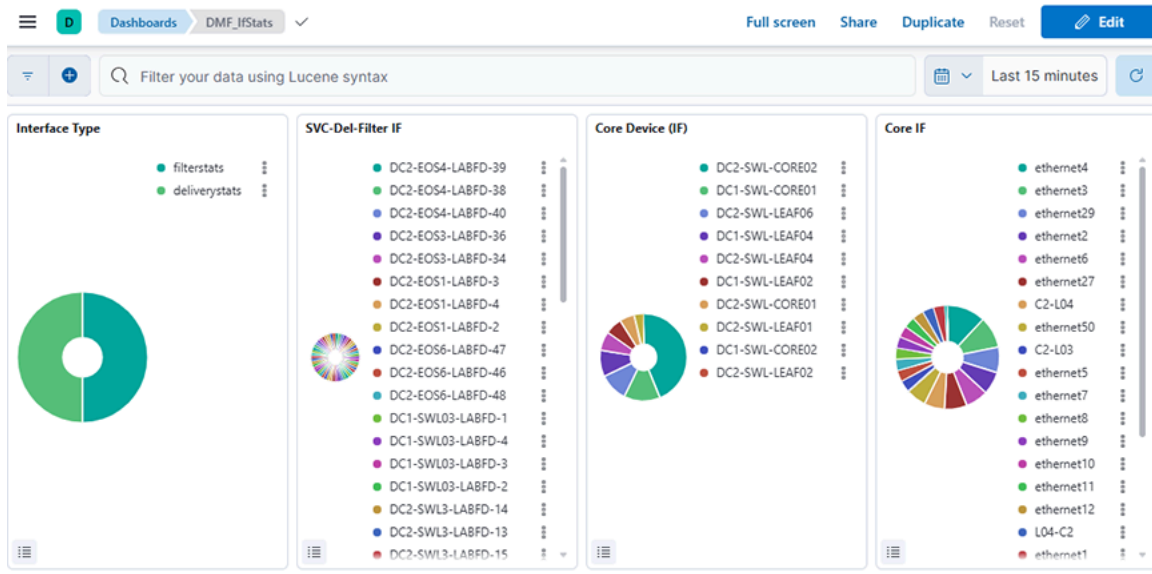 D Dashboards DMF_IfStats Full screen Share Duplicate Reset Edit
Filter your data using Lucene syntax Last 15 minutes
Interface Type
filterstats
deliverystats
SVC-Del-Filter IF
DC2-EOS4-LABFD-39
DC2-EOS4-LABFD-38
DC2-EOS4-LABFD-40
DC2-EOS3-LABFD-36
DC2-EOS3-LABFD-34
DC2-EOS1-LABFD-3
DC2-EOS1-LABFD-4
DC2-EOS1-LABFD-2
DC2-EOS6-LABFD-47
DC2-EOS6-LABFD-46
DC2-EOS6-LABFD-48
DC1-SWL03-LABFD-1
DC1-SWL03-LABFD-4
DC1-SWL03-LABFD-3
DC1-SWL03-LABFD-2
DC2-SWL3-LABFD-14
DC2-SWL3-LABFD-13
DC2-SWL3-LABFD-15
Core Device (IF)
DC2-SWL-CORE02
DC1-SWL-CORE01
DC2-SWL-LEAF06
DC1-SWL-LEAF04
DC2-SWL-LEAF04
DC1-SWL-LEAF02
DC2-SWL-CORE01
DC2-SWL-LEAF01
DC1-SWL-CORE02
DC2-SWL-LEAF02
Core IF
ethernet4
ethernet3
ethernet29
ethernet2
ethernet6
ethernet27
C2-L04
ethernet50
C2-L03
ethernet5
ethernet7
ethernet8
ethernet9
ethernet10
ethernet11
ethernet12
L04-C2
ethernet1